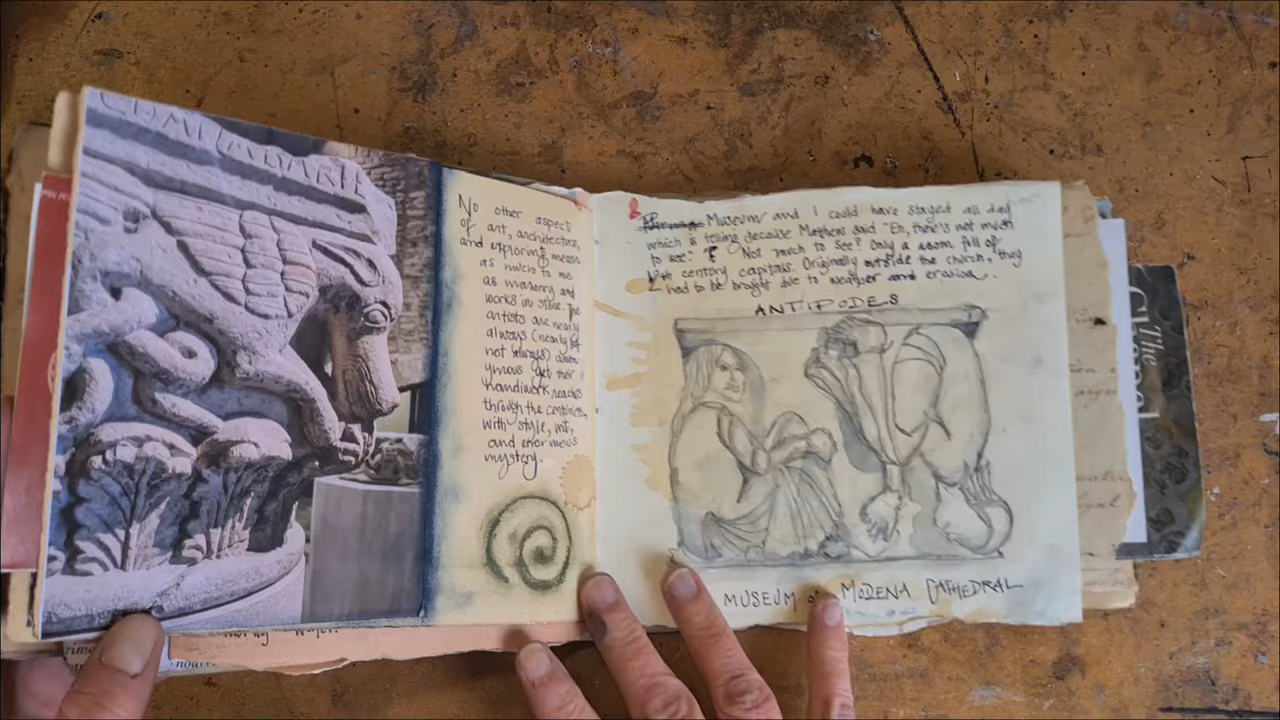 No other aspect
of art, architecture,
and exploring, mean
as much to me
as masonry and
works in stone. The
artists are nearly
always (nearly but
not always) anon-
ymous yet their
handiwork reaches
through the centuries,
with style, wit,
and enormous
mystery.
Museum and I could have stayed all day
which is telling because Mathews said "Eh, there's not much
to see." Not much to see? Only a room full of
12th century capitals. Originally outside the church, they
had to be brought due to weather and erosion.
ANTIPODES
MUSEUM of MODENA CATHEDRAL
The